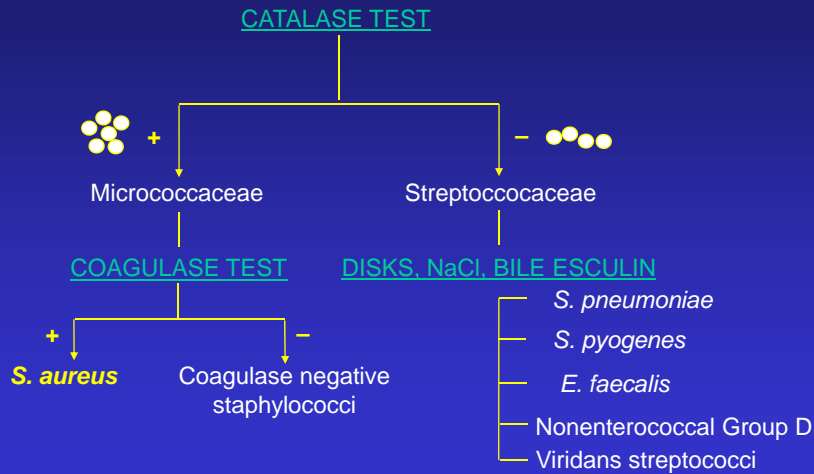 CATALASE TEST
+
−
Micrococcaceae
Streptoccocaceae
COAGULASE TEST
DISKS, NaCl, BILE ESCULIN
+
−
S. aureus
Coagulase negative
staphylococci
S. pneumoniae
S. pyogenes
E. faecalis
Nonenterococcal Group D
Viridans streptococci